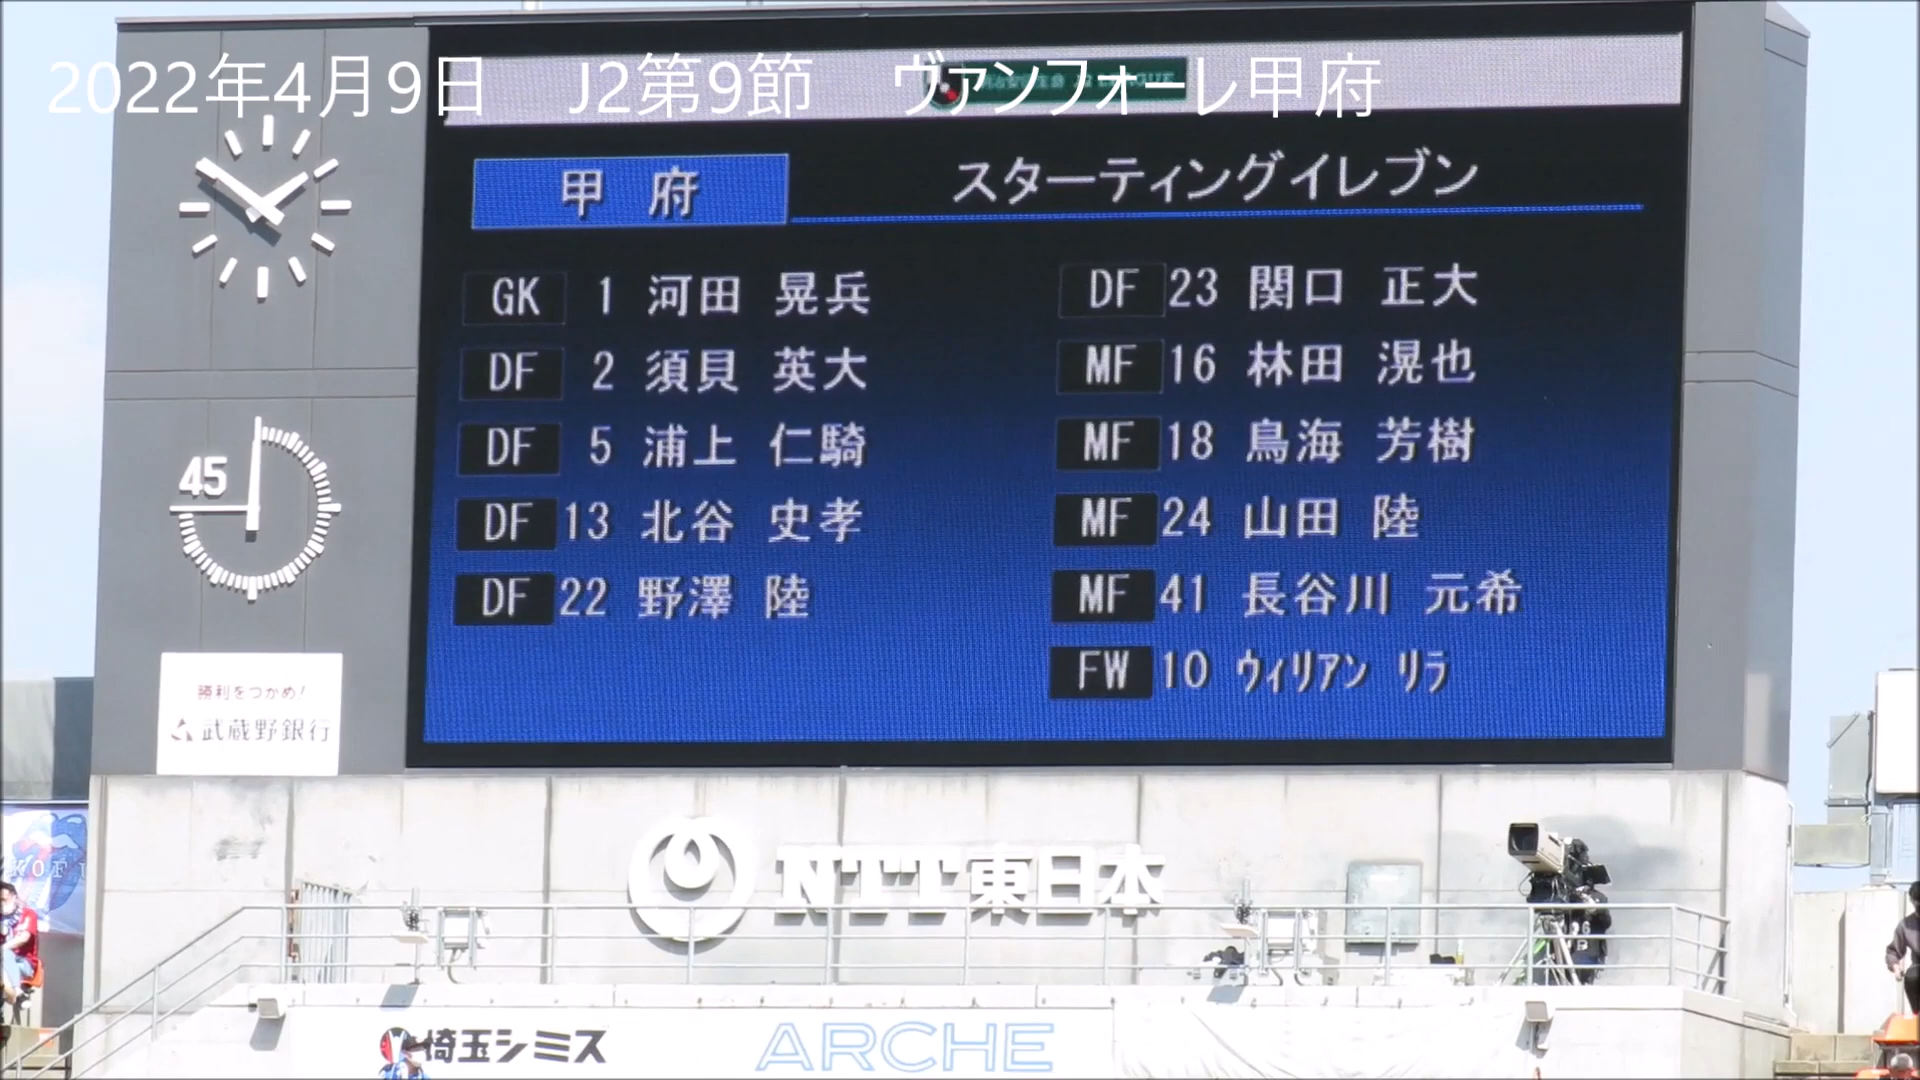 2022年4月9日　J2第9節　ヴァンフォーレ甲府
甲 府
スターティングイレブン
GK 1 河田 晃兵
DF 2 須貝 英大
DF 5 浦上 仁騎
DF 13 北谷 史孝
DF 22 野澤 陸
DF 23 関口 正大
MF 16 林田 滉也
MF 18 鳥海 芳樹
MF 24 山田 陸
MF 41 長谷川 元希
FW 10 ウィリアン リラ
45
勝利をつかめ!
武蔵野銀行
NTT東日本
KOFU
埼玉シミズ
ARCHE